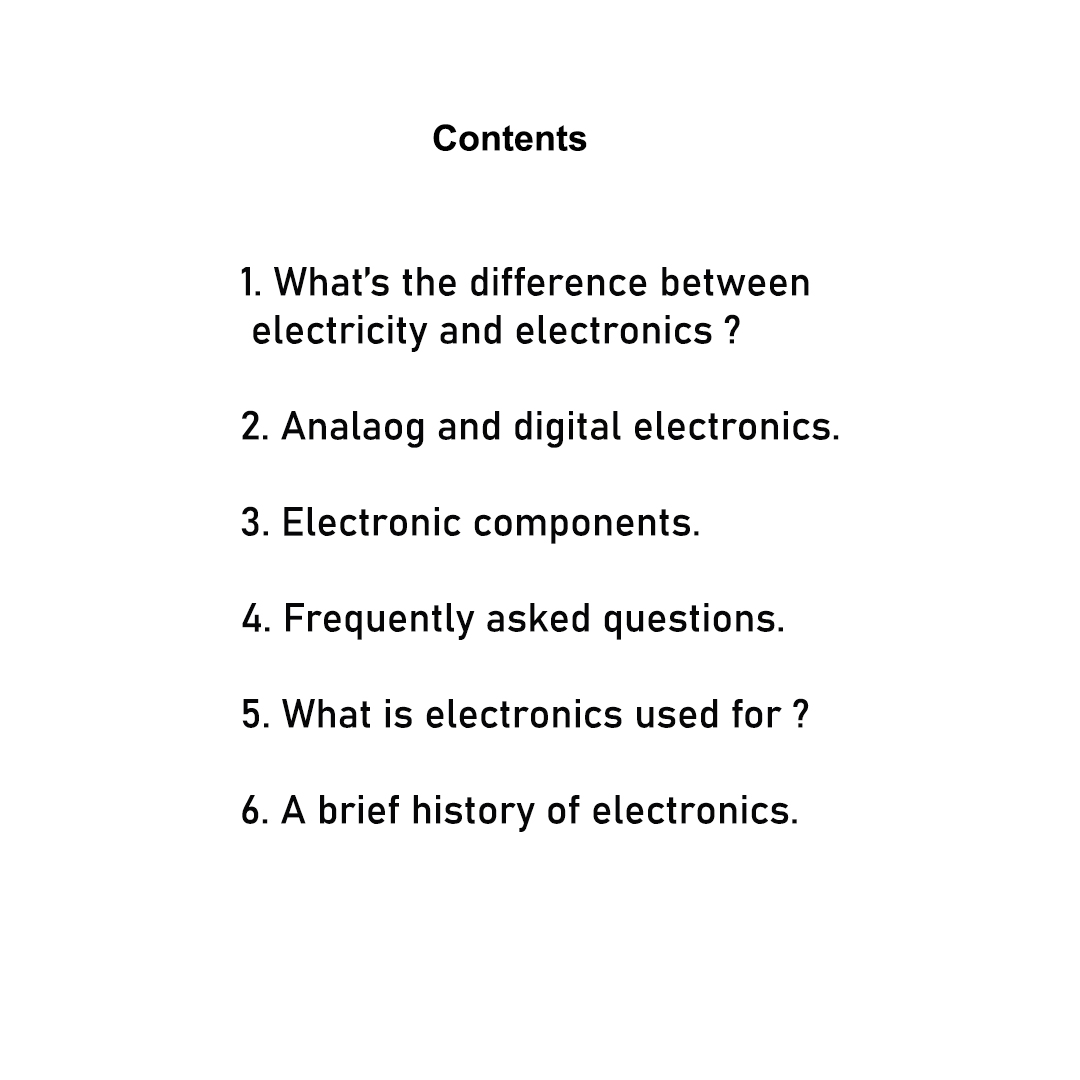 Contents
1. What's the difference between
electricity and electronics ?
2. Analaog and digital electronics.
3. Electronic components.
4. Frequently asked questions.
5. What is electronics used for ?
6. A brief history of electronics.